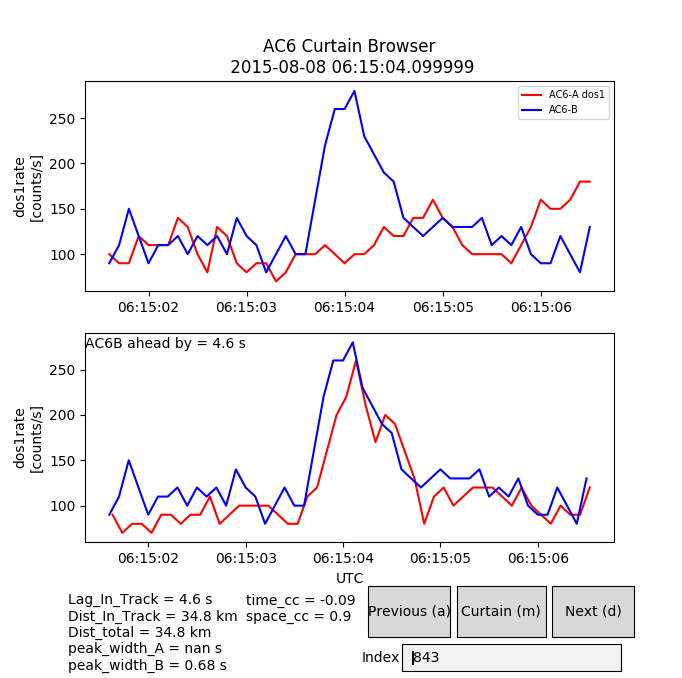 AC6 Curtain Browser
2015-08-08 06:15:04.099999
AC6-A dos1
AC6-B
250
200
150
100
dos1rate
[counts/s]
06:15:02 06:15:03 06:15:04 06:15:05 06:15:06
AC6B ahead by = 4.6 s
250
200
150
100
dos1rate
[counts/s]
06:15:02 06:15:03 06:15:04 06:15:05 06:15:06
UTC
Lag_In_Track = 4.6 s
Dist_In_Track = 34.8 km
Dist_total = 34.8 km
peak_width_A = nan s
peak_width_B = 0.68 s
time_cc = -0.09
space_cc = 0.9
Previous (a) Curtain (m) Next (d)
Index 843